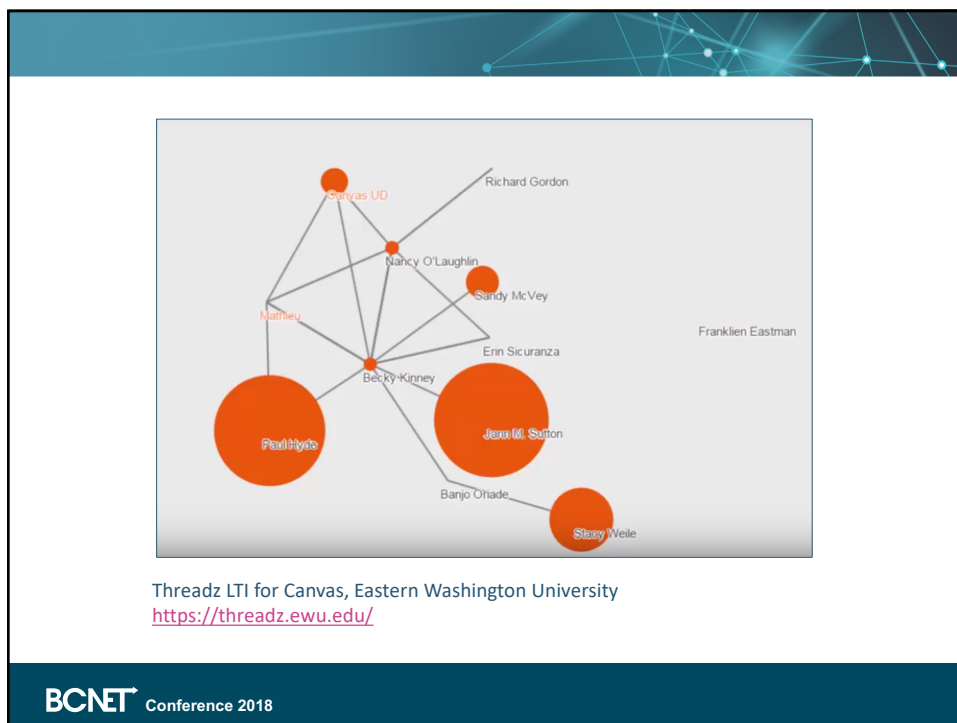 Canvas UD
Richard Gordon
Nancy O'Laughlin
Sandy McVey
Mathieu
Franklien Eastman
Erin Sicuranza
Becky Kinney
Paul Hyde
Jann M. Sutton
Banjo Oriade
Stacy Weile
Threadz LTI for Canvas, Eastern Washington University
https://threadz.ewu.edu/
BCNET Conference 2018